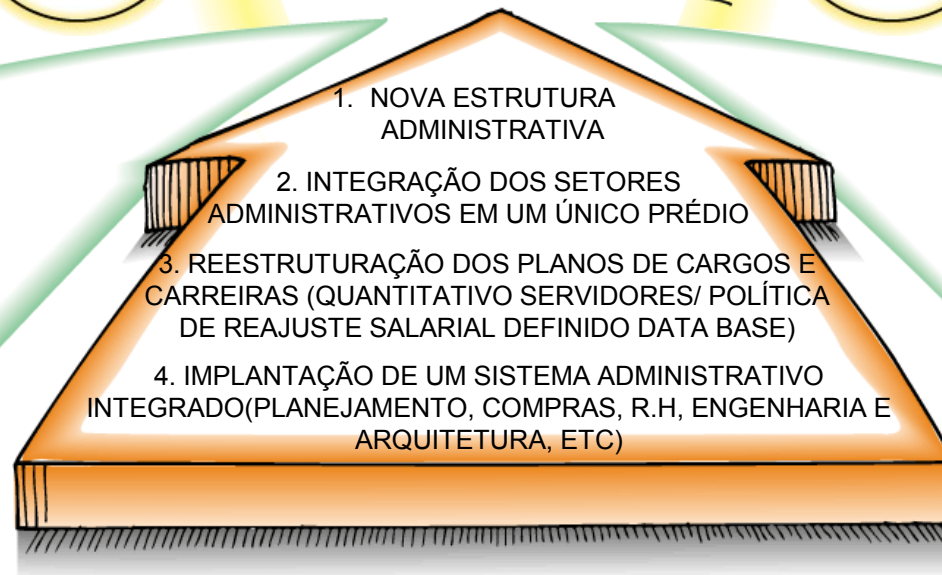 1. NOVA ESTRUTURA
ADMINISTRATIVA
2. INTEGRAÇÃO DOS SETORES
ADMINISTRATIVOS EM UM ÚNICO PRÉDIO
3. REESTRUTURAÇÃO DOS PLANOS DE CARGOS E
CARREIRAS (QUANTITATIVO SERVIDORES/ POLÍTICA
DE REAJUSTE SALARIAL DEFINIDO DATA BASE)
4. IMPLANTAÇÃO DE UM SISTEMA ADMINISTRATIVO
INTEGRADO(PLANEJAMENTO, COMPRAS, R.H, ENGENHARIA E
ARQUITETURA, ETC)